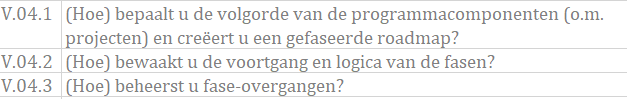 V.04.1 (Hoe) bepaalt u de volgorde van de programmacomponenten (o.m.
projecten) en creëert u een gefaseerde roadmap?
V.04.2 (Hoe) bewaakt u de voortgang en logica van de fasen?
V.04.3 (Hoe) beheerst u fase-overgangen?